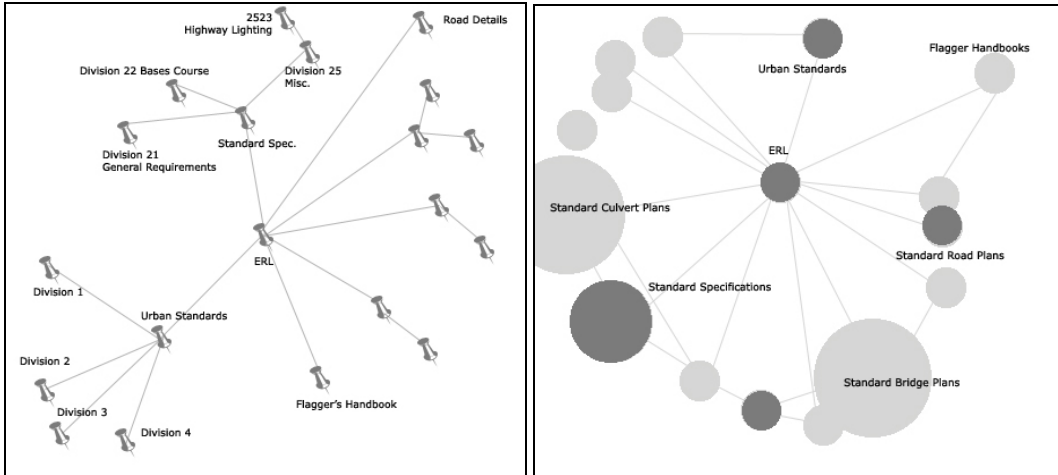 2523
Highway Lighting
Road Details
Division 22 Bases Course
Division 25
Misc.
Standard Spec.
Division 21
General Requirements
ERL
Division 1
Urban Standards
Division 2
Division 3
Division 4
Flagger's Handbook
Urban Standards
Flagger Handbooks
ERL
Standard Culvert Plans
Standard Road Plans
Standard Specifications
Standard Bridge Plans